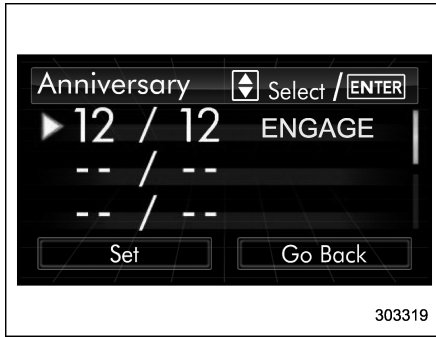 Anniversary Select / ENTER
12 / 12 ENGAGE
-- / --
-- / --
Set Go Back
303319